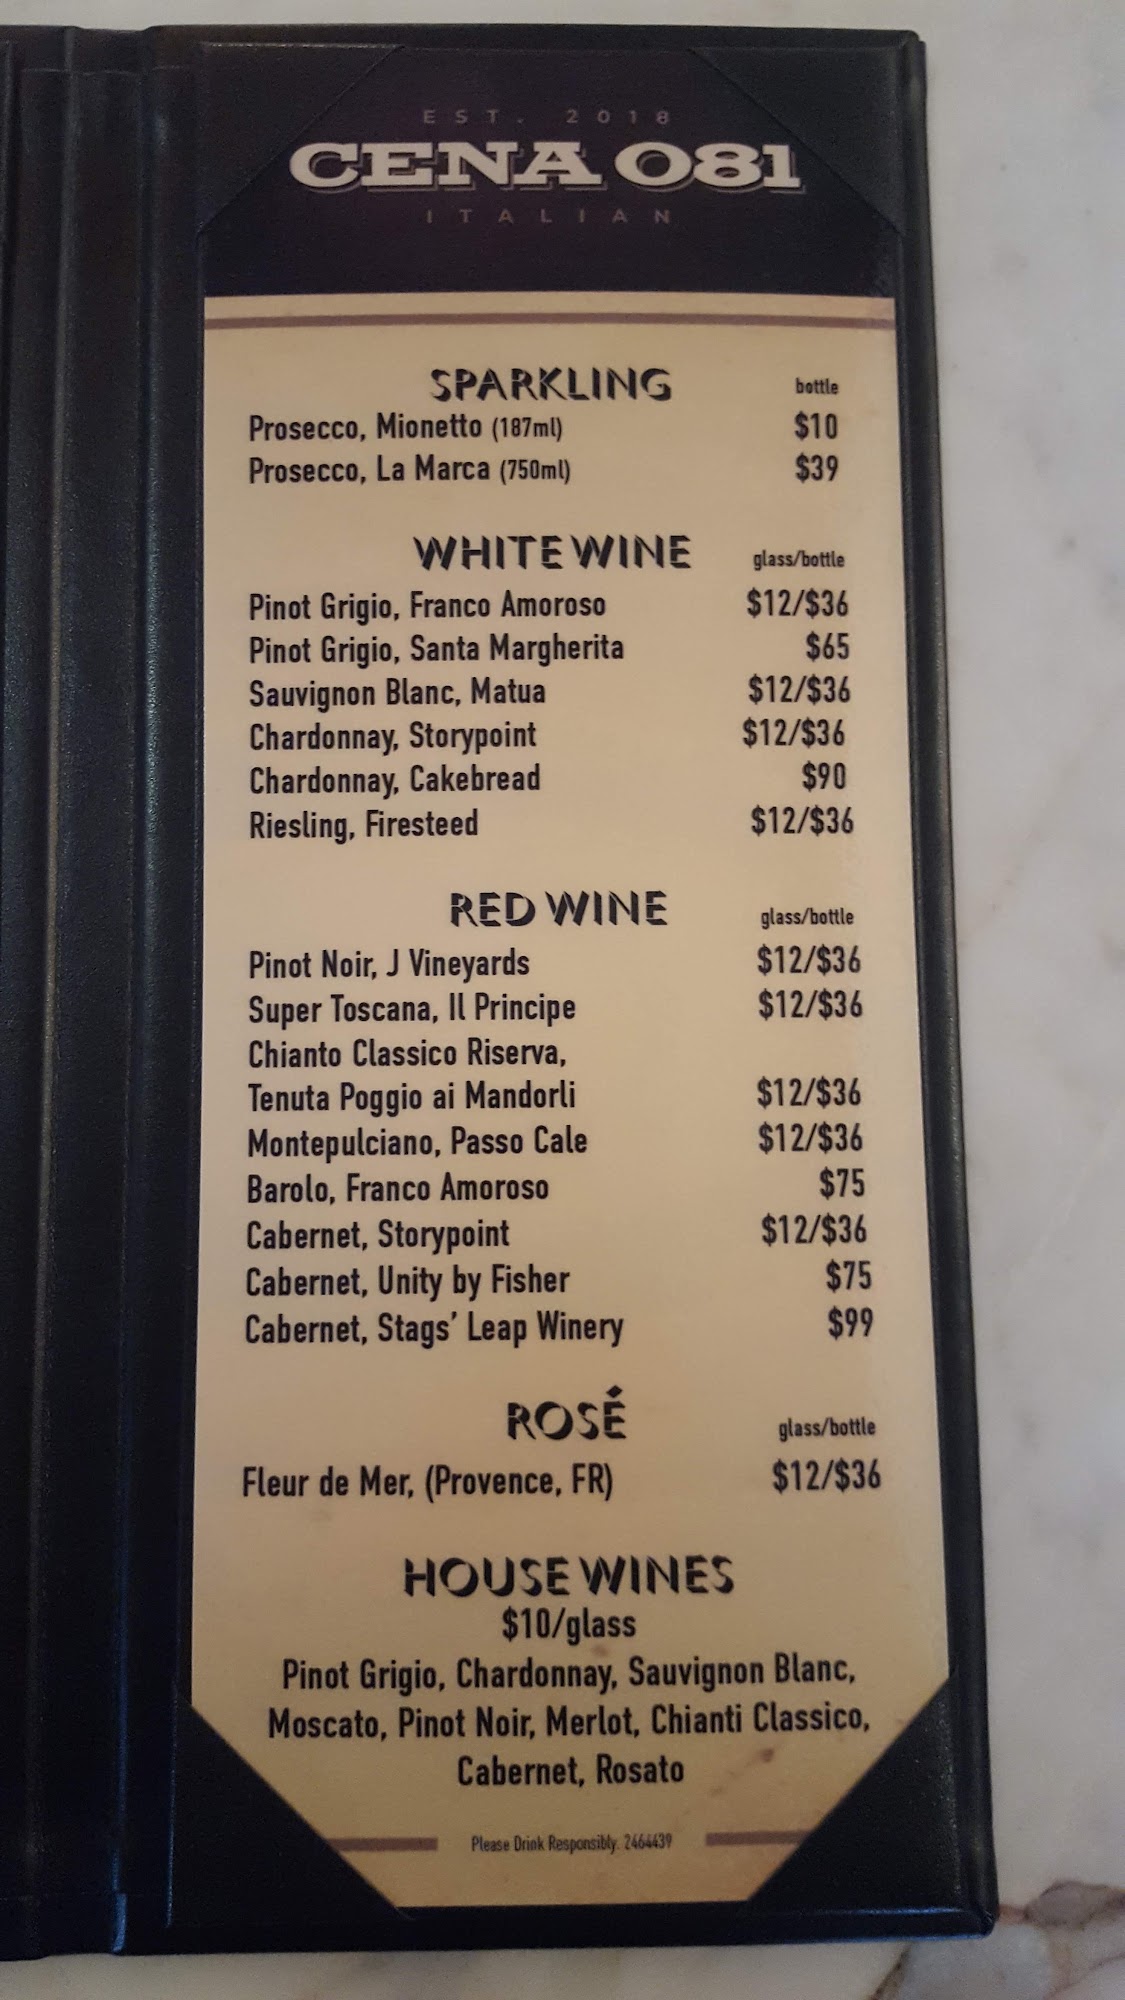 EST. 2018
CENA 081
ITALIAN
SPARKLING bottle
Prosecco, Mionetto (187ml) $10
Prosecco, La Marca (750ml) $39
WHITE WINE glass/bottle
Pinot Grigio, Franco Amoroso $12/$36
Pinot Grigio, Santa Margherita $65
Sauvignon Blanc, Matua $12/$36
Chardonnay, Storypoint $12/$36
Chardonnay, Cakebread $90
Riesling, Firesteed $12/$36
RED WINE glass/bottle
Pinot Noir, J Vineyards $12/$36
Super Toscana, Il Principe $12/$36
Chianto Classico Riserva,
Tenuta Poggio ai Mandorli $12/$36
Montepulciano, Passo Cale $12/$36
Barolo, Franco Amoroso $75
Cabernet, Storypoint $12/$36
Cabernet, Unity by Fisher $75
Cabernet, Stags' Leap Winery $99
ROSÉ glass/bottle
Fleur de Mer, (Provence, FR) $12/$36
HOUSE WINES
$10/glass
Pinot Grigio, Chardonnay, Sauvignon Blanc,
Moscato, Pinot Noir, Merlot, Chianti Classico,
Cabernet, Rosato
Please Drink Responsibly. 2464439